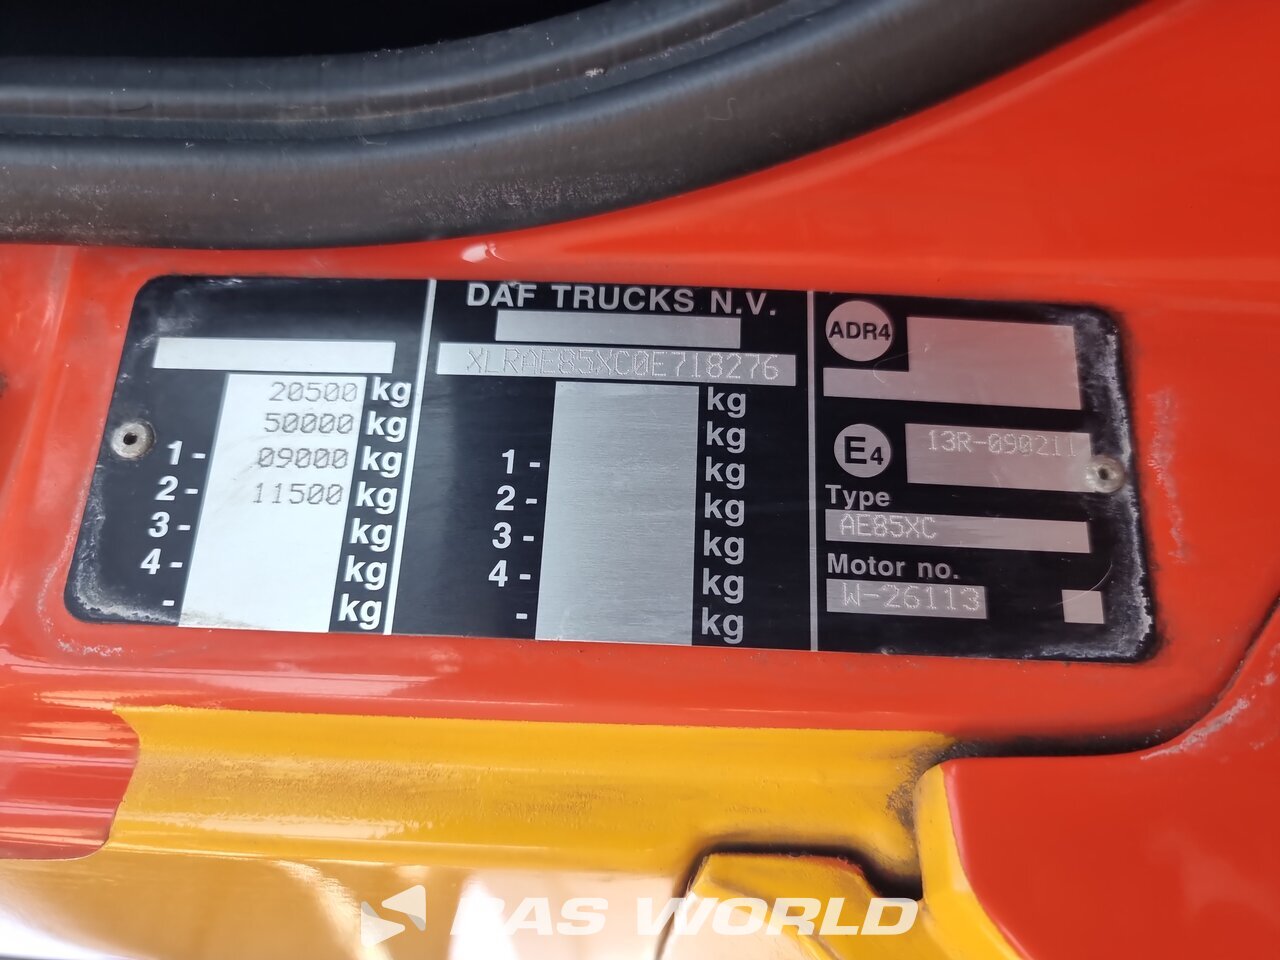 DAF TRUCKS N.V.
XLRAE85XC0E718276
20500 kg
50000 kg
1- 09000 kg
2- 11500 kg
3- kg
4- kg
- kg
kg
kg
1- kg
2- kg
3- kg
4- kg
- kg
ADR4
E4 13R-090211
Type
AE85XC
Motor no.
W-26113
BAS WORLD